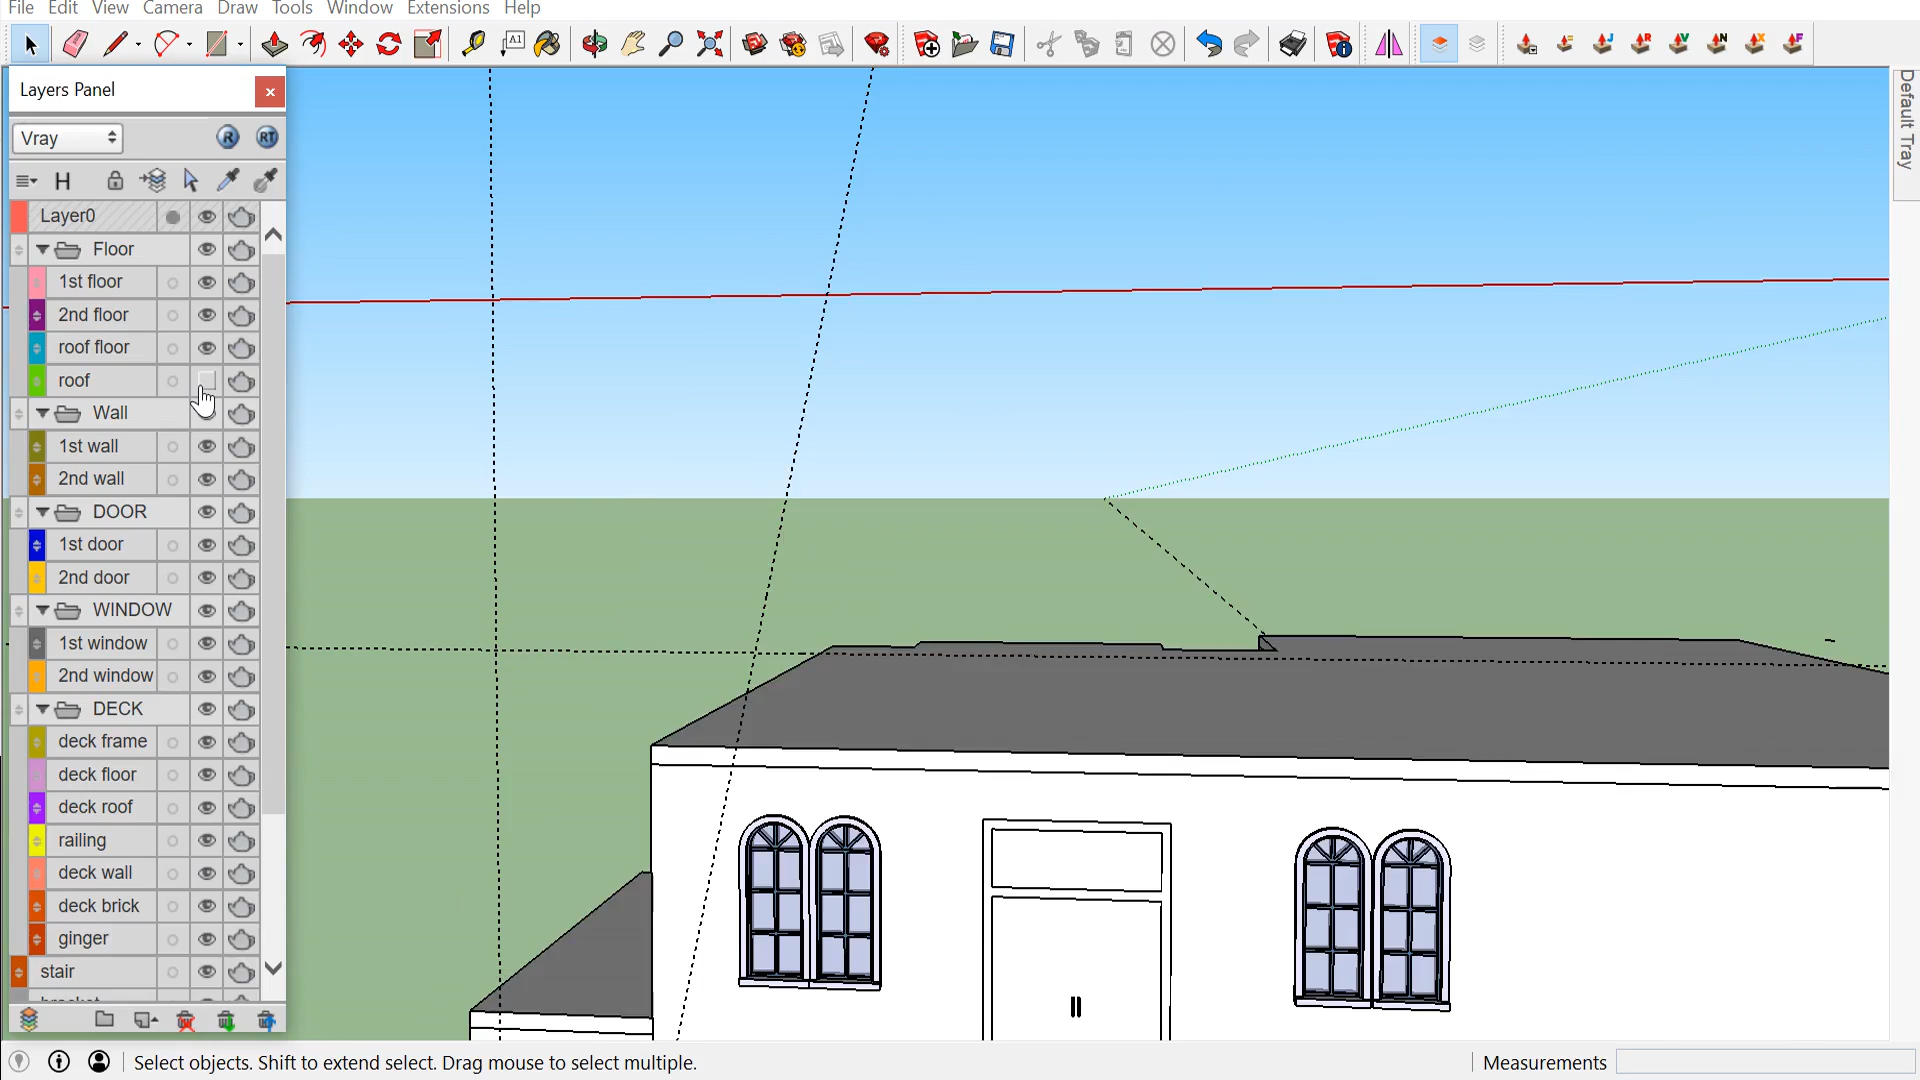 File Edit View Camera Draw Tools Window Extensions Help
A1
Layers Panel
Default Tray
Vray
R RT
H
Layer0
Floor
1st floor
2nd floor
roof floor
roof
Wall
1st wall
2nd wall
DOOR
1st door
2nd door
WINDOW
1st window
2nd window
DECK
deck frame
deck floor
deck roof
railing
deck wall
deck brick
ginger
stair
Select objects. Shift to extend select. Drag mouse to select multiple.
Measurements